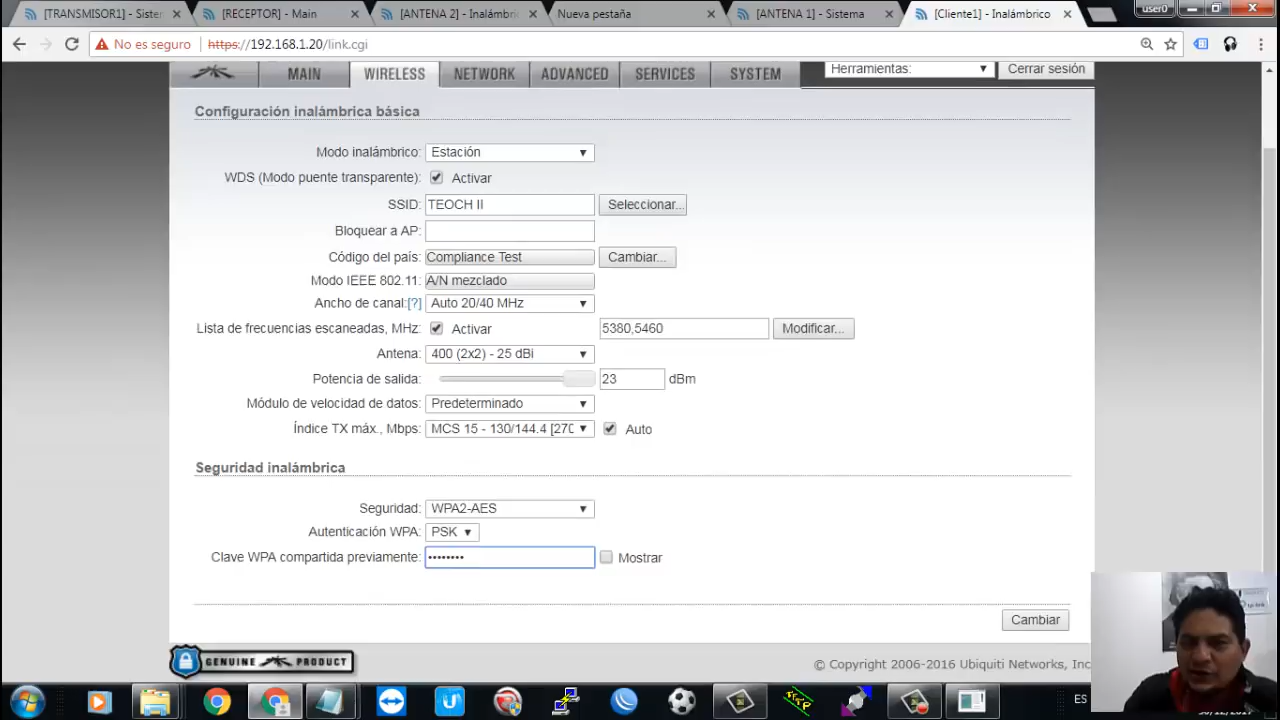 [TRANSMISOR1] - Sister
[RECEPTOR] - Main
[ANTENA 2] - Inalámbri
Nueva pestaña
[ANTENA 1] - Sistema
[Cliente1] - Inalámbrico
user0
No es seguro
https://192.168.1.20/link.cgi
MAIN
WIRELESS
NETWORK
ADVANCED
SERVICES
SYSTEM
Herramientas:
Cerrar sesión
Configuración inalámbrica básica
Modo inalámbrico: Estación
WDS (Modo puente transparente): Activar
SSID: TEOCH II Seleccionar...
Bloquear a AP:
Código del país: Compliance Test Cambiar...
Modo IEEE 802.11: A/N mezclado
Ancho de canal:[?] Auto 20/40 MHz
Lista de frecuencias escaneadas, MHz: Activar 5380,5460 Modificar...
Antena: 400 (2x2) - 25 dBi
Potencia de salida: 23 dBm
Módulo de velocidad de datos: Predeterminado
Índice TX máx., Mbps: MCS 15 - 130/144.4 [270 Auto
Seguridad inalámbrica
Seguridad: WPA2-AES
Autenticación WPA: PSK
Clave WPA compartida previamente: •••••••• Mostrar
Cambiar
GENUINE PRODUCT
© Copyright 2006-2016 Ubiquiti Networks, Inc
ES